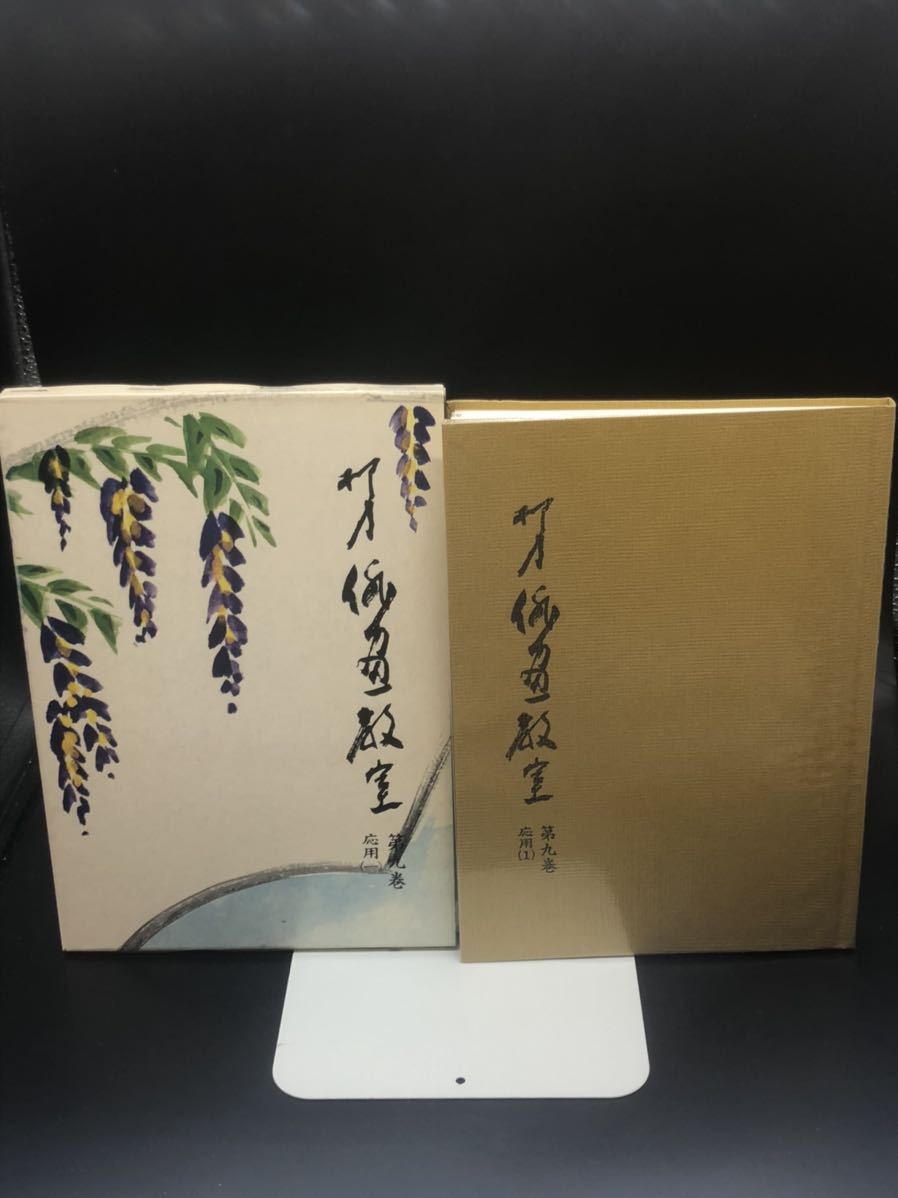 俳画教室
第九巻
応用(一)
俳画教室
第九巻
応用(1)